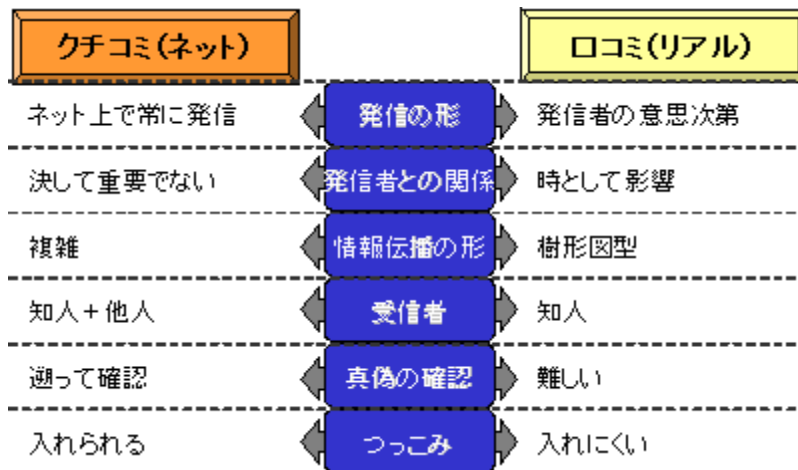 クチコミ(ネット)
口コミ(リアル)
ネット上で常に発信 発信の形 発信者の意思次第
決して重要でない 発信者との関係 時として影響
複雑 情報伝播の形 樹形図型
知人+他人 受信者 知人
遡って確認 真偽の確認 難しい
入れられる つっこみ 入れにくい